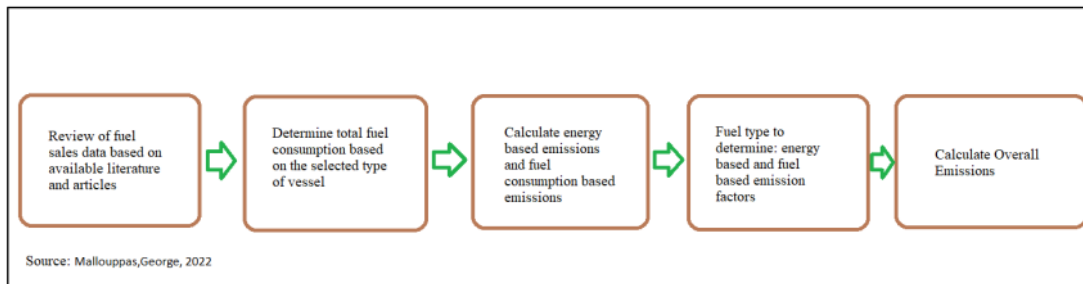 Review of fuel
sales data based on
available literature
and articles
Determine total fuel
consumption based
on the selected type
of vessel
Calculate energy
based emissions
and fuel
consumption based
emissions
Fuel type to
determine: energy
based and fuel
based emission
factors
Calculate Overall
Emissions
Source: Mallouppas,George, 2022